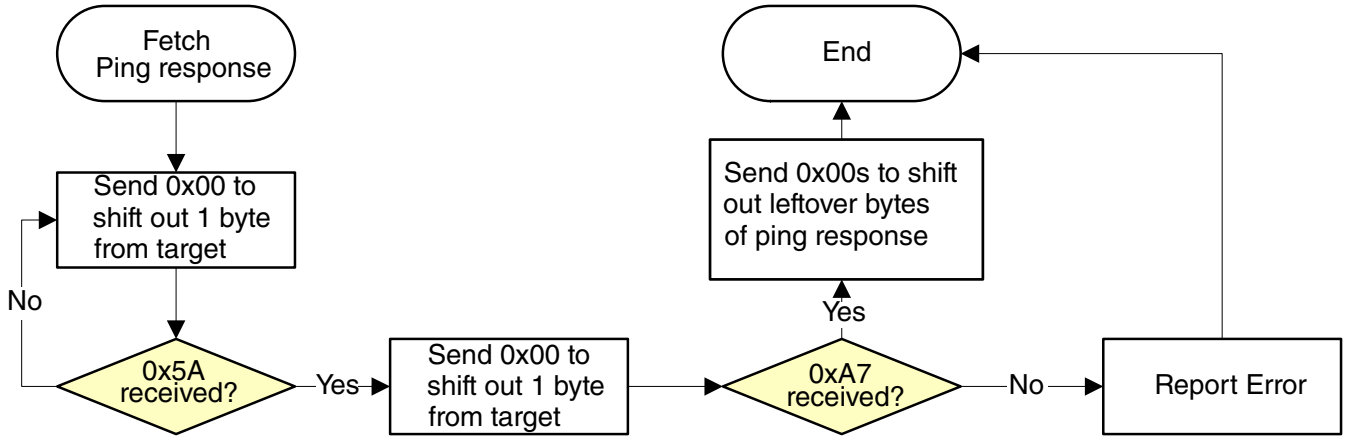 Fetch
Ping response
End
Send 0x00 to
shift out 1 byte
from target
Send 0x00s to shift
out leftover bytes
of ping response
No
Yes
0x5A
received?
Yes
Send 0x00 to
shift out 1 byte
from target
0xA7
received?
No
Report Error